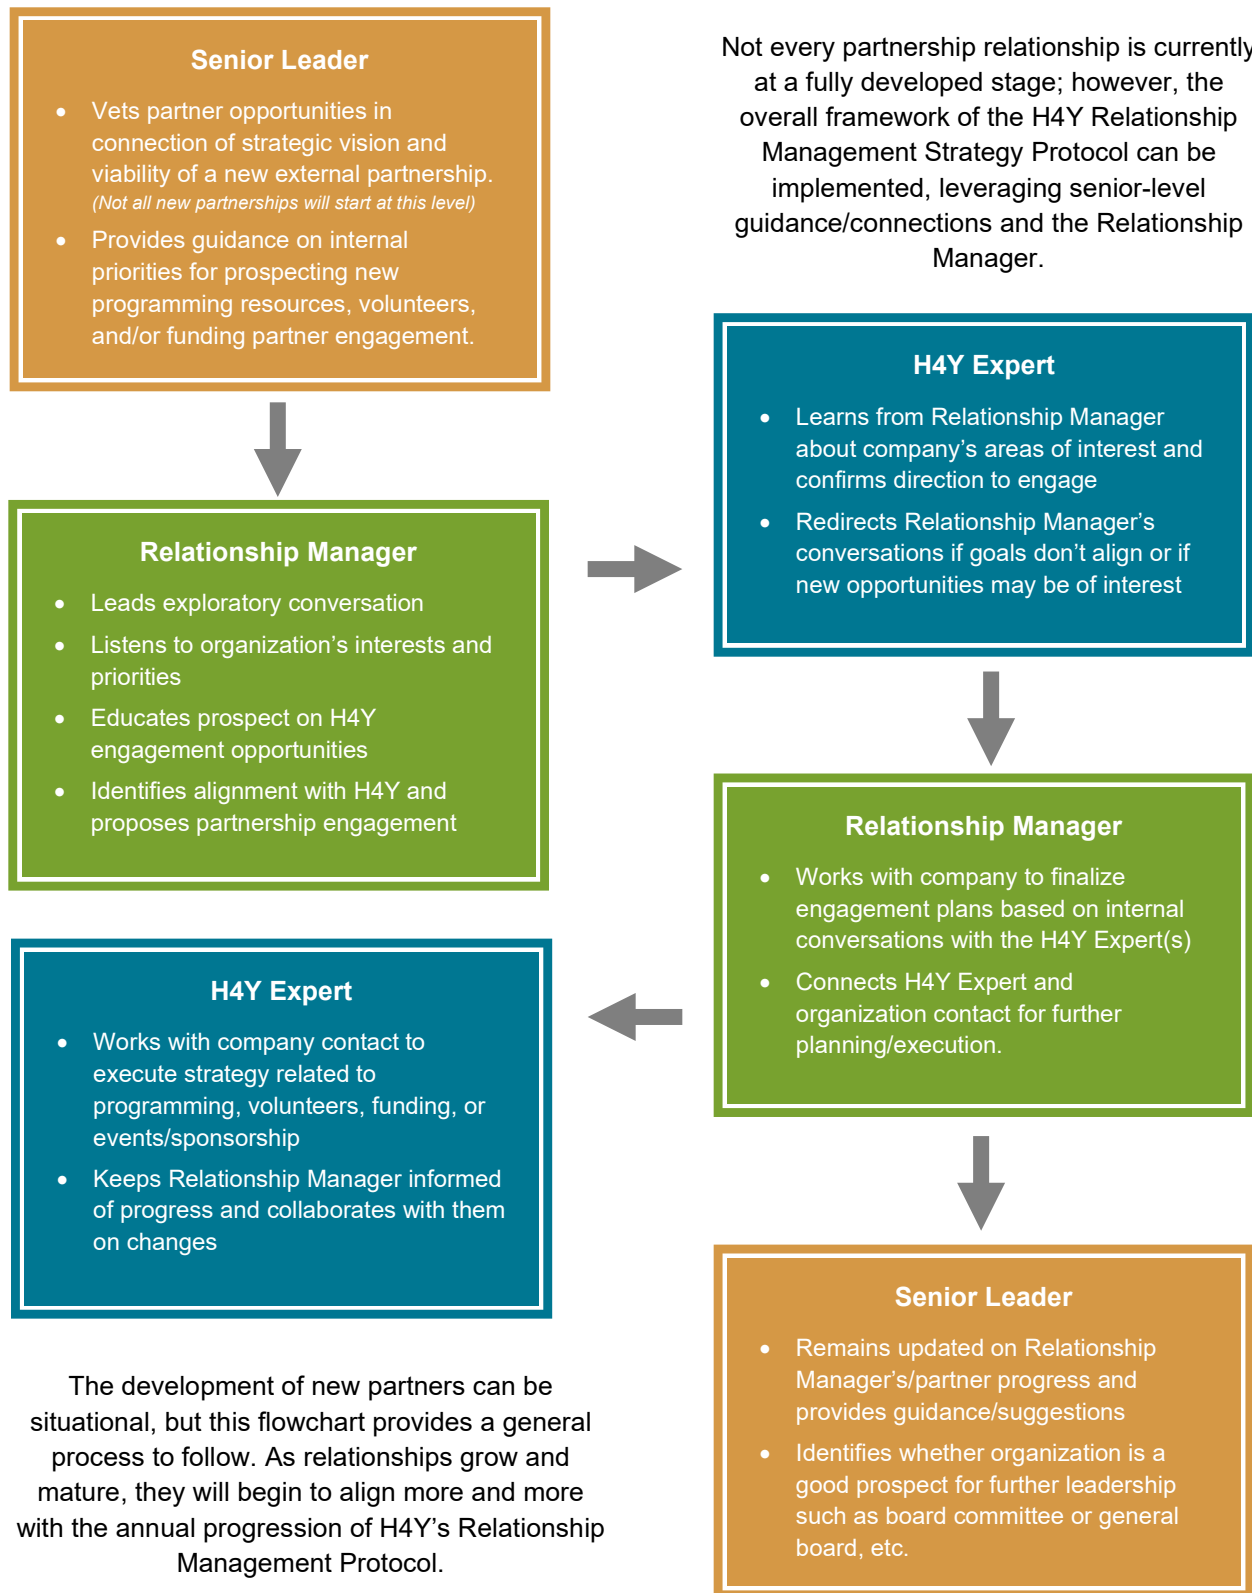 Senior Leader
• Vets partner opportunities in
connection of strategic vision and
viability of a new external partnership.
(Not all new partnerships will start at this level)
• Provides guidance on internal
priorities for prospecting new
programming resources, volunteers,
and/or funding partner engagement.
Not every partnership relationship is currently
at a fully developed stage; however, the
overall framework of the H4Y Relationship
Management Strategy Protocol can be
implemented, leveraging senior-level
guidance/connections and the Relationship
Manager.
Relationship Manager
• Leads exploratory conversation
• Listens to organization's interests and
priorities
• Educates prospect on H4Y
engagement opportunities
• Identifies alignment with H4Y and
proposes partnership engagement
H4Y Expert
• Learns from Relationship Manager
about company's areas of interest and
confirms direction to engage
• Redirects Relationship Manager's
conversations if goals don't align or if
new opportunities may be of interest
Relationship Manager
• Works with company to finalize
engagement plans based on internal
conversations with the H4Y Expert(s)
• Connects H4Y Expert and
organization contact for further
planning/execution.
H4Y Expert
• Works with company contact to
execute strategy related to
programming, volunteers, funding, or
events/sponsorship
• Keeps Relationship Manager informed
of progress and collaborates with them
on changes
Senior Leader
• Remains updated on Relationship
Manager's/partner progress and
provides guidance/suggestions
• Identifies whether organization is a
good prospect for further leadership
such as board committee or general
board, etc.
The development of new partners can be
situational, but this flowchart provides a general
process to follow. As relationships grow and
mature, they will begin to align more and more
with the annual progression of H4Y's Relationship
Management Protocol.